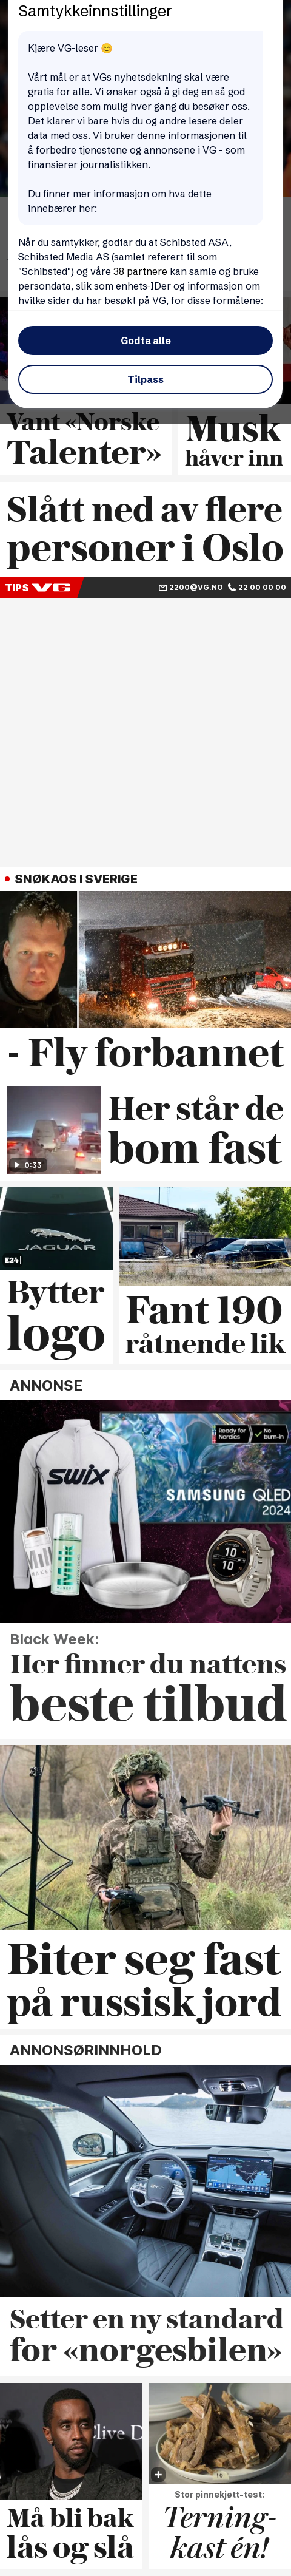 Samtykkeinnstillinger
Kjære VG-leser 😊
Vårt mål er at VGs nyhetsdekning skal være
gratis for alle. Vi ønsker også å gi deg en så god
opplevelse som mulig hver gang du besøker oss.
Det klarer vi bare hvis du og andre lesere deler
data med oss. Vi bruker denne informasjonen til
å forbedre tjenestene og annonsene i VG - som
finansierer journalistikken.
Du finner mer informasjon om hva dette
innebærer her:
Når du samtykker, godtar du at Schibsted ASA,
Schibsted Media AS (samlet referert til som
"Schibsted") og våre 38 partnere kan samle og bruke
persondata, slik som enhets-IDer og informasjon om
hvilke sider du har besøkt på VG, for disse formålene:
Godta alle
Tilpass
Vant «Norske
Talenter»
Musk
håver inn
Slått ned av flere
personer i Oslo
TIPS VG
2200@VG.NO 22 00 00 00
SNØKAOS I SVERIGE
- Fly forbannet
0:33
Her står de
bom fast
JAGUAR
E24
Bytter
logo
Fant 190
råtnende lik
ANNONSE
Ready for Nordics
No burn-in
swix
SAMSUNG QLED
2024
Black Week:
Her finner du nattens
beste tilbud
Biter seg fast
på russisk jord
ANNONSØRINNHOLD
Setter en ny standard
for «norgesbilen»
Clive D
Må bli bak
lås og slå
Stor pinnekjøtt-test:
Terning-
kast én!